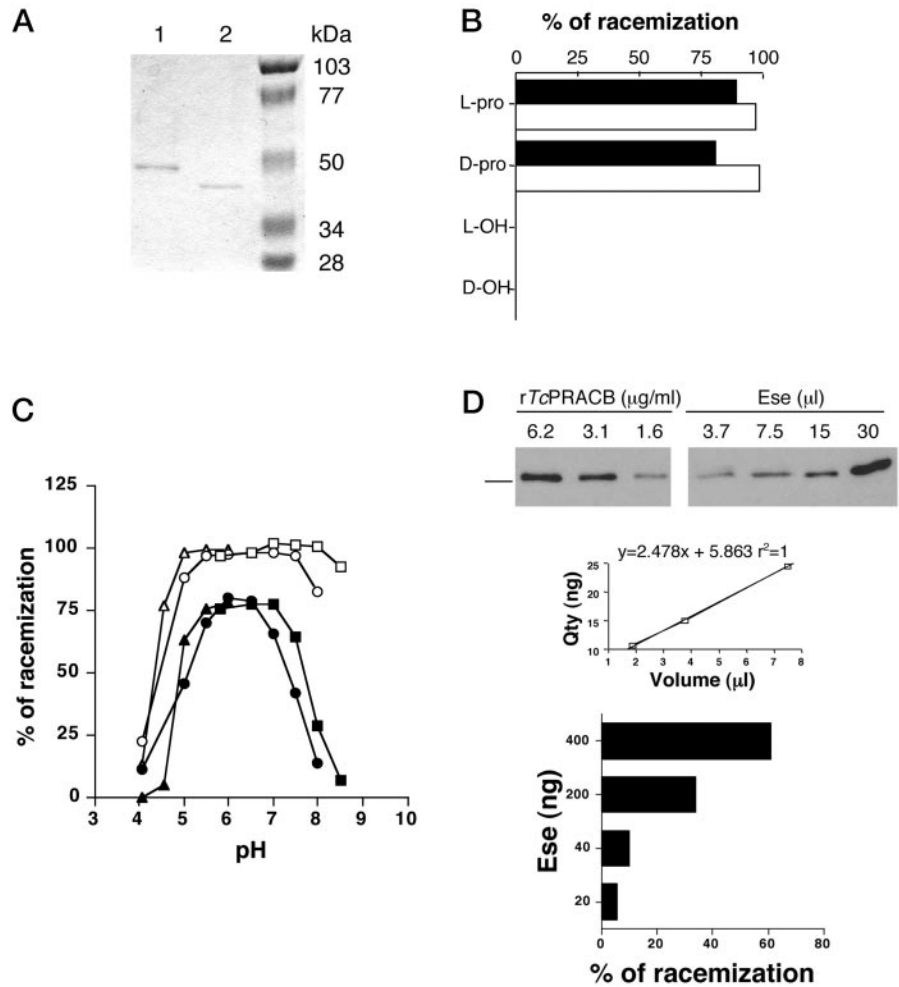 A
1 2 kDa
103
77
50
34
28
B
% of racemization
0 25 50 75 100
L-pro
D-pro
L-OH
D-OH
C
% of racemization
125
100
75
50
25
0
3 4 5 6 7 8 9 10
pH
D
rTcPRACB (μg/ml) Ese (μl)
6.2 3.1 1.6 3.7 7.5 15 30
y=2.478x + 5.863 r²=1
Qty (ng)
25
20
15
10
1 2 3 4 5 6 7 8
Volume (μl)
Ese (ng)
400
200
40
20
0 20 40 60 80
% of racemization